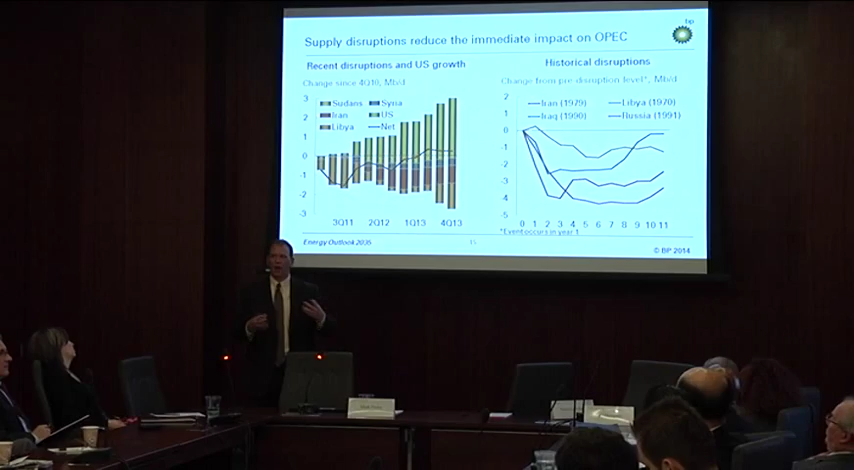 bp
Supply disruptions reduce the immediate impact on OPEC
Recent disruptions and US growth
Change since 4Q10, Mb/d
3
2
1
0
-1
-2
-3
Sudans
Syria
Iran
US
Libya
Net
3Q11 2Q12 1Q13 4Q13
Historical disruptions
Change from pre disruption level*, Mb/d
2
1
0
-1
-2
-3
-4
-5
Iran (1979)
Libya (1970)
Iraq (1990)
Russia (1991)
0 1 2 3 4 5 6 7 8 9 10 11
*Event occurs in year 1
Energy Outlook 2035
15
© BP 2014